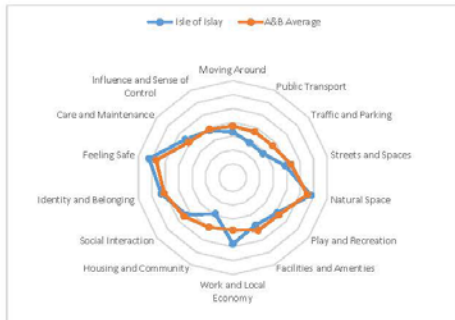 Isle of Islay A&B Average
Moving Around
Public Transport
Traffic and Parking
Streets and Spaces
Natural Space
Play and Recreation
Facilities and Amenties
Work and Local
Economy
Housing and Community
Social Interaction
Identity and Belonging
Feeling Safe
Care and Maintenance
Influence and Sense of
Control